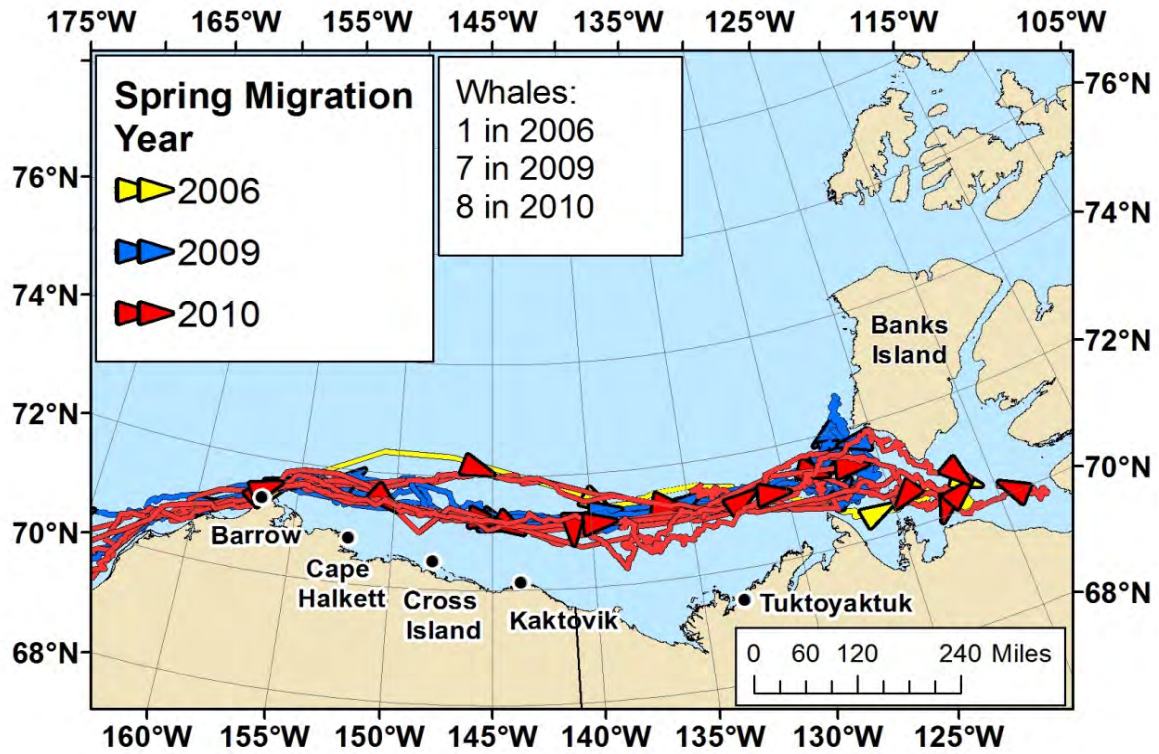 175°W 165°W 155°W 145°W 135°W 125°W 115°W 105°W
Spring Migration
Year
2006
2009
2010
Whales:
1 in 2006
7 in 2009
8 in 2010
76°N
74°N
72°N
70°N
68°N
76°N
74°N
72°N
70°N
68°N
Banks
Island
Barrow
Cape
Halkett
Cross
Island
Kaktovik
Tuktoyaktuk
0 60 120 240 Miles
160°W 155°W 150°W 145°W 140°W 135°W 130°W 125°W